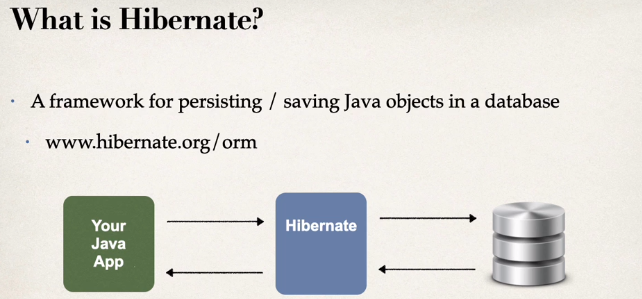 What is Hibernate?
• A framework for persisting / saving Java objects in a database
• www.hibernate.org/orm
Your
Java
App
Hibernate